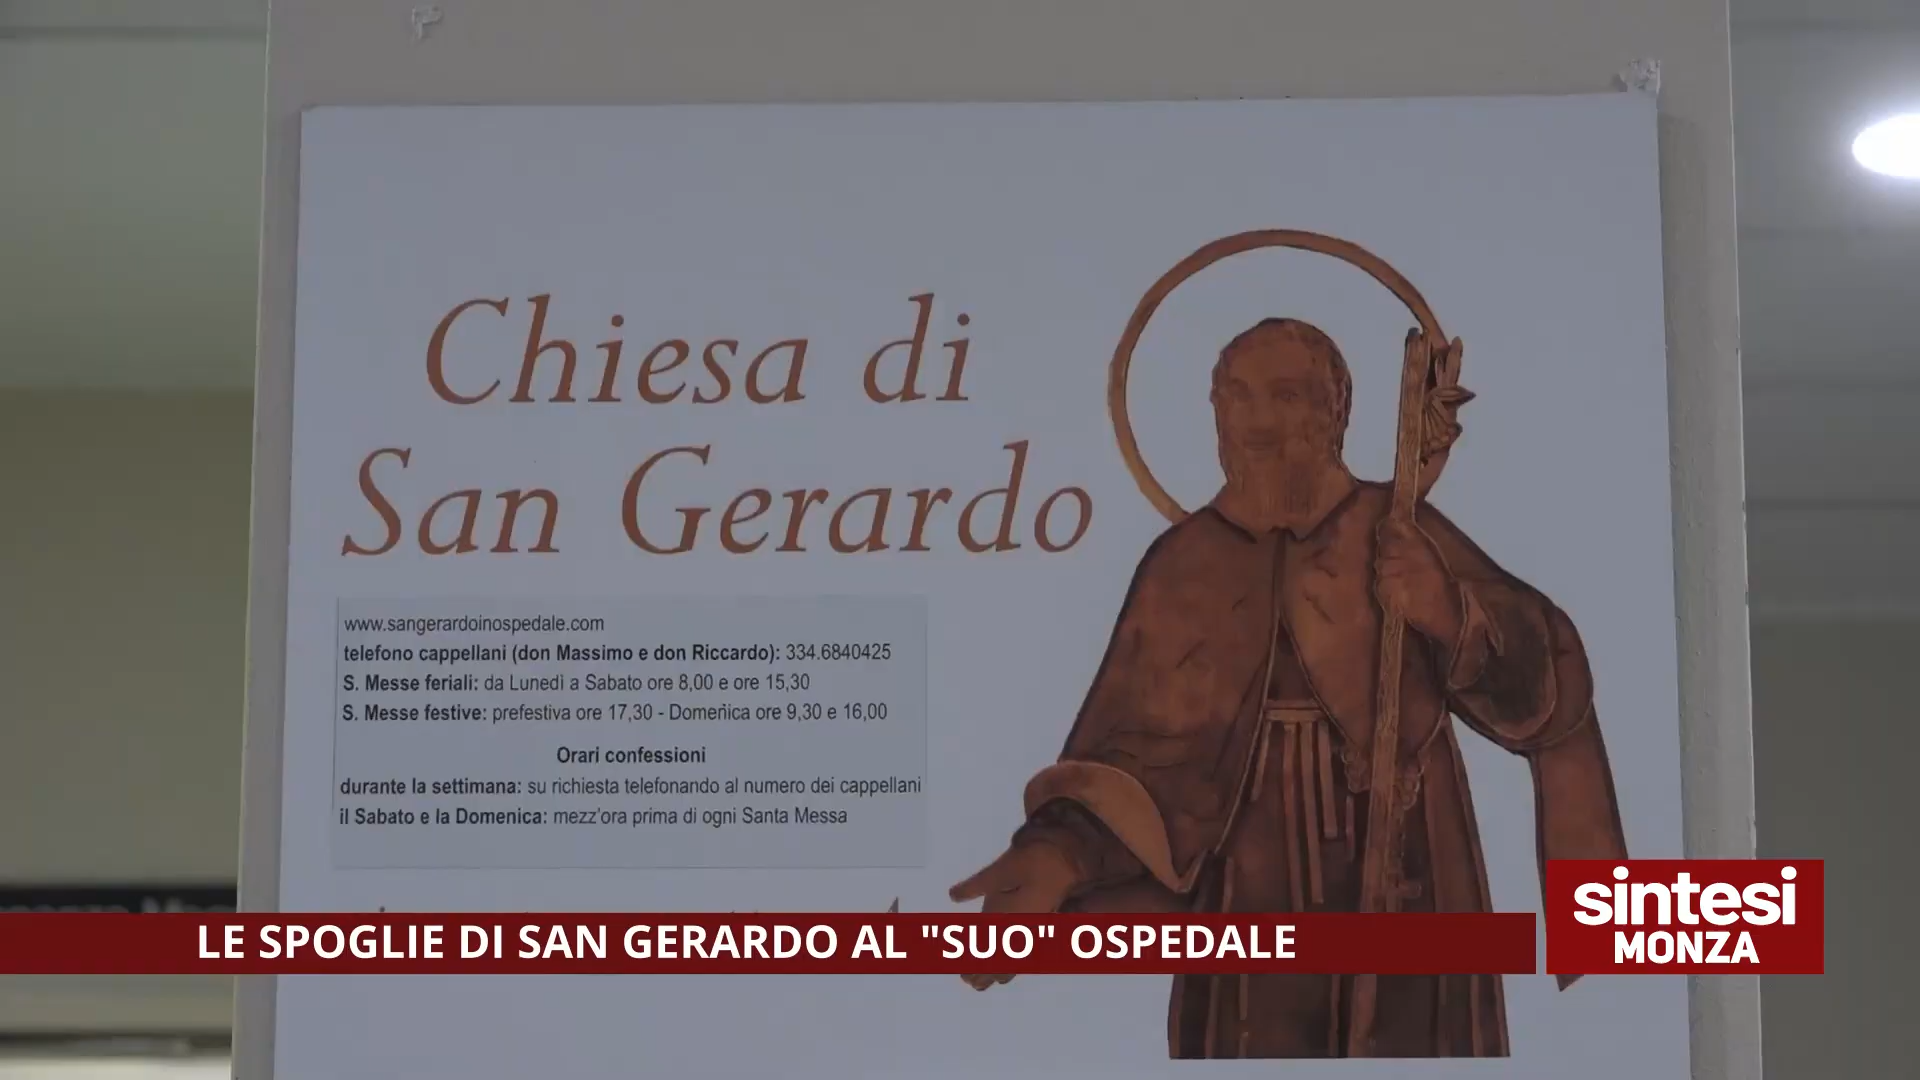 Chiesa di
San Gerardo
www.sangerardoinospedale.com
telefono cappellani (don Massimo e don Riccardo): 334.6840425
S. Messe feriali: da Lunedì a Sabato ore 8,00 e ore 15,30
S. Messe festive: prefestiva ore 17,30 - Domenica ore 9,30 e 16,00
Orari confessioni
durante la settimana: su richiesta telefonando al numero dei cappellani
il Sabato e la Domenica: mezz'ora prima di ogni Santa Messa
LE SPOGLIE DI SAN GERARDO AL "SUO" OSPEDALE
sintesi
MONZA